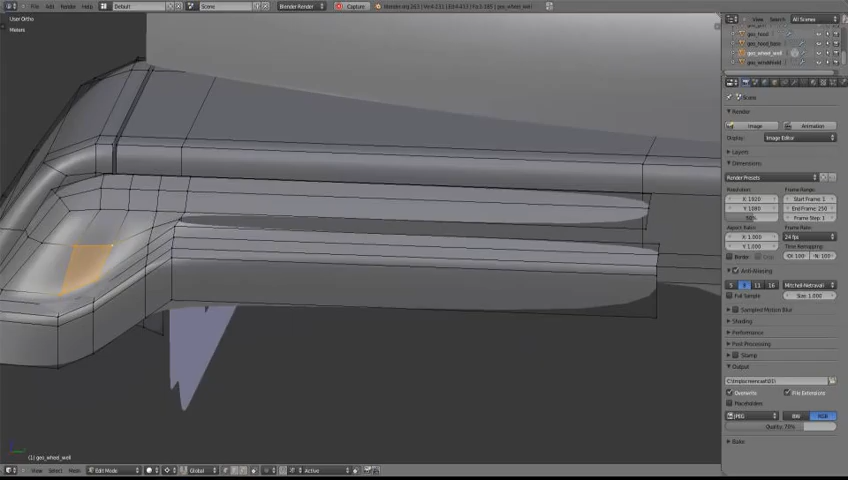 File Render Window Help Default Scene Blender Render Capture
View Search All Scenes
User Ortho
Meters
geo_hood
geo_hood_base
geo_wheel_well
geo_windshield
Scene
Render
Image Animation
Display: Image Editor
Layers
Dimensions
Render Presets
Resolution: Frame Range:
X: 1920 Start Frame: 1
Y: 1080 End Frame: 250
50% Frame Step: 1
Aspect Ratio: Frame Rate:
X: 1.000 24 fps
Y: 1.000 Time Remapping
Border Crop
Anti-Aliasing
5 8 11 16 Mitchell-Netravali
Full Sample Size: 1.000
Sampled Motion Blur
Shading
Performance
Post Processing
Stamp
Output
Overwrite File Extensions
Placeholders
JPEG BW RGB
Quality: 70%
Bake
(1) geo_wheel_well
View Select Mesh Edit Mode Global Active